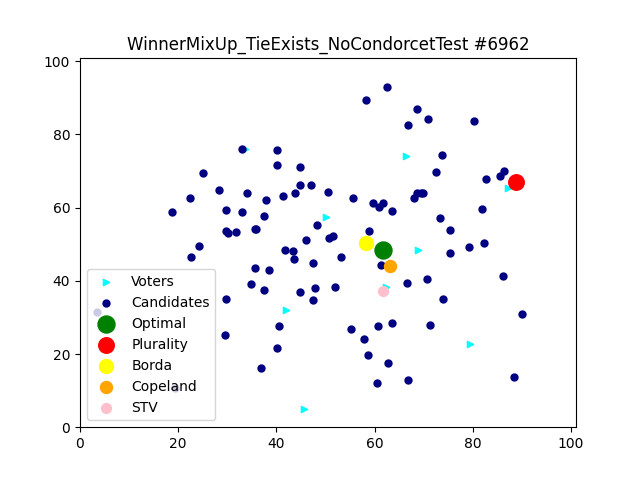 WinnerMixUp_TieExists_NoCondorcetTest #6962
100
80
60
40
20
0
Voters
Candidates
Optimal
Plurality
Borda
Copeland
STV
0 20 40 60 80 100